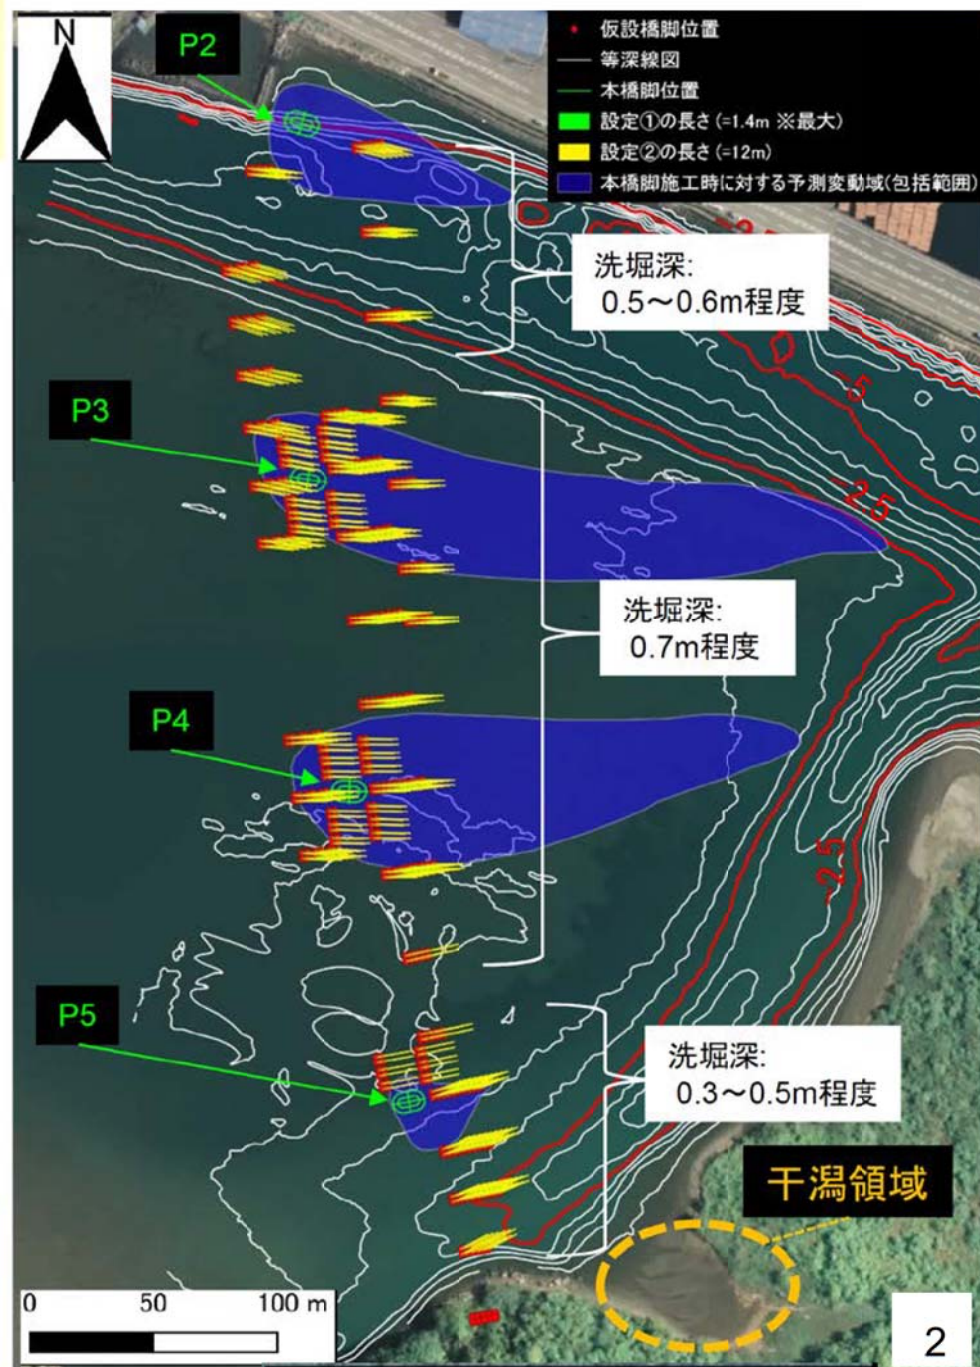 N
P2
仮設橋脚位置
等深線図
本橋脚位置
設定①の長さ(=1.4m ※最大)
設定②の長さ(=12m)
本橋脚施工時に対する予測変動域(包括範囲)
洗堀深:
0.5～0.6m程度
-5
P3
-2.5
洗堀深:
0.7m程度
P4
-2.5
P5
洗堀深:
0.3～0.5m程度
干潟領域
0 50 100 m
2